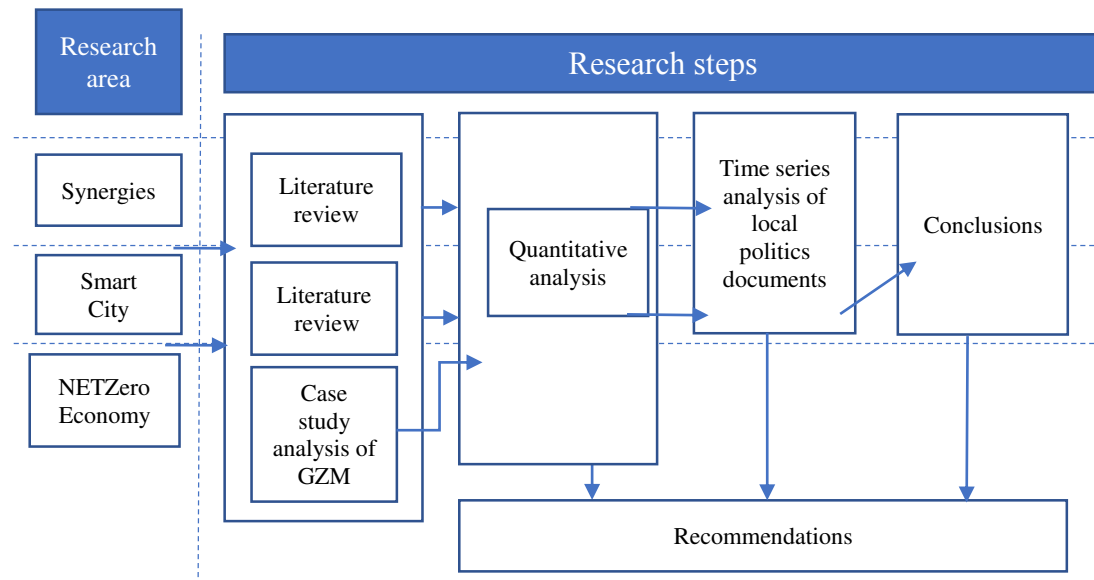 Research
area
Research steps
Synergies
Smart
City
NETZero
Economy
Literature
review
Literature
review
Case
study
analysis of
GZM
Quantitative
analysis
Time series
analysis of
local
politics
documents
Conclusions
Recommendations